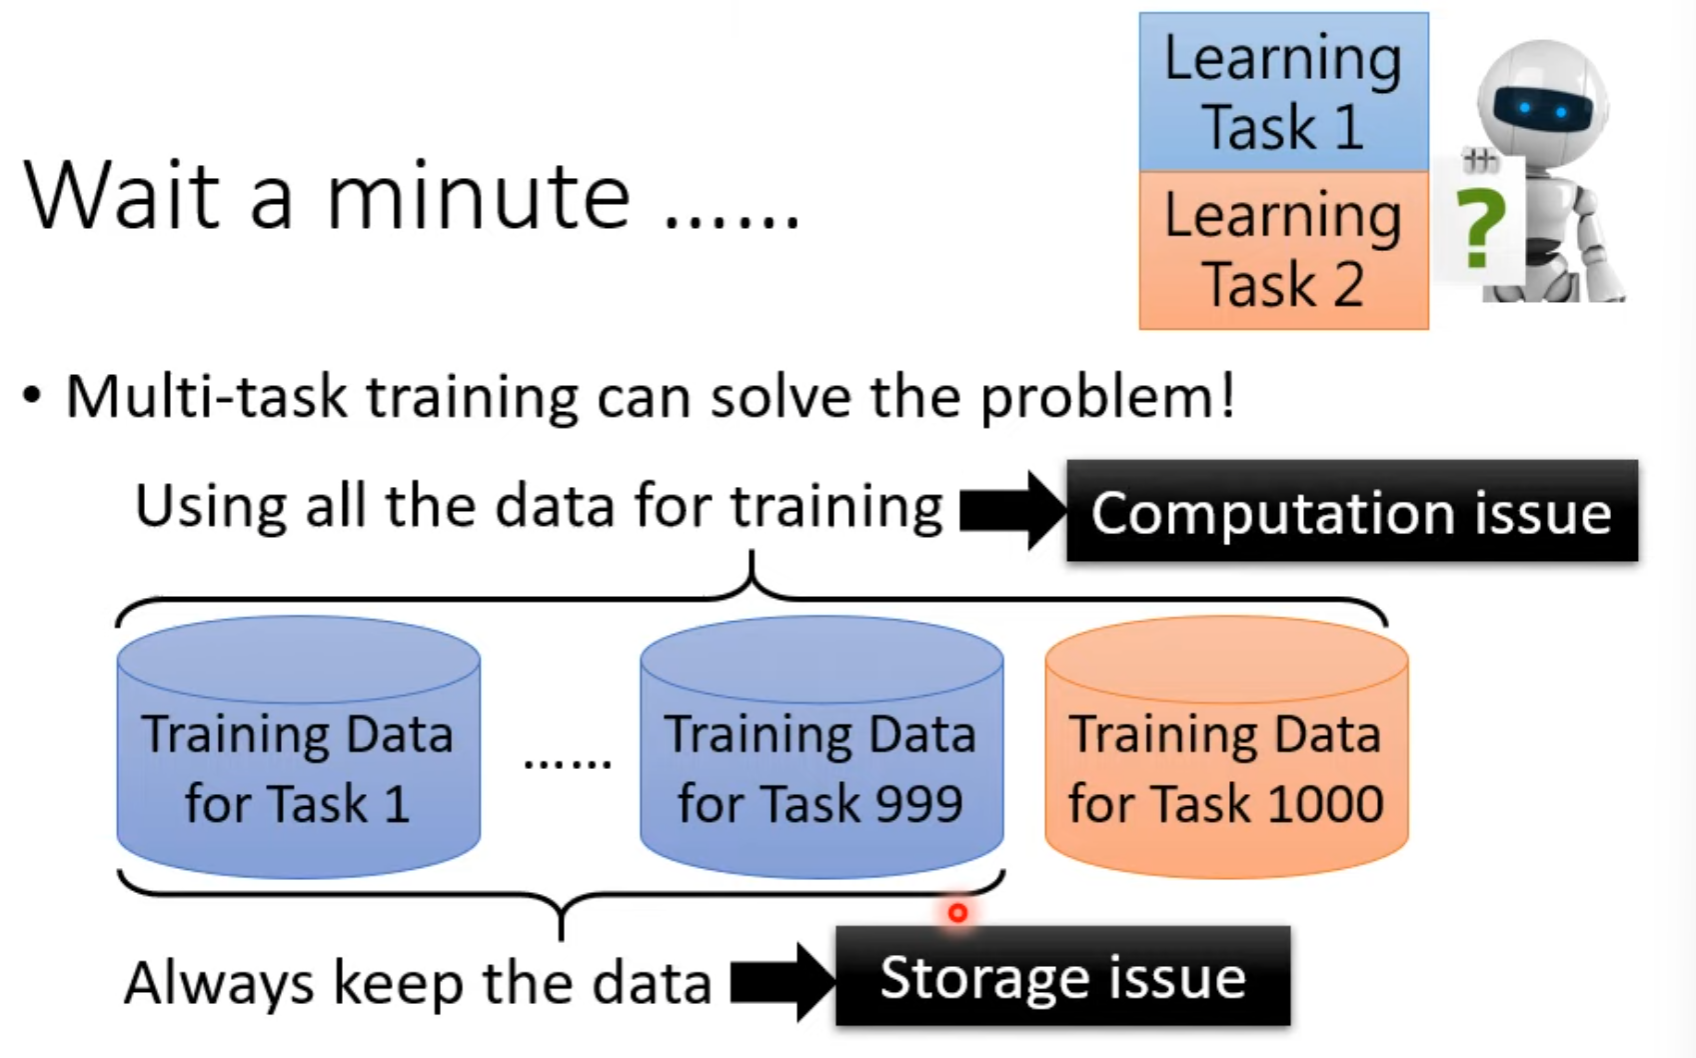 Learning
Task 1
Wait a minute ......
Learning
Task 2
?
• Multi-task training can solve the problem!
Using all the data for training
Computation issue
Training Data
for Task 1
......
Training Data
for Task 999
Training Data
for Task 1000
Always keep the data
Storage issue